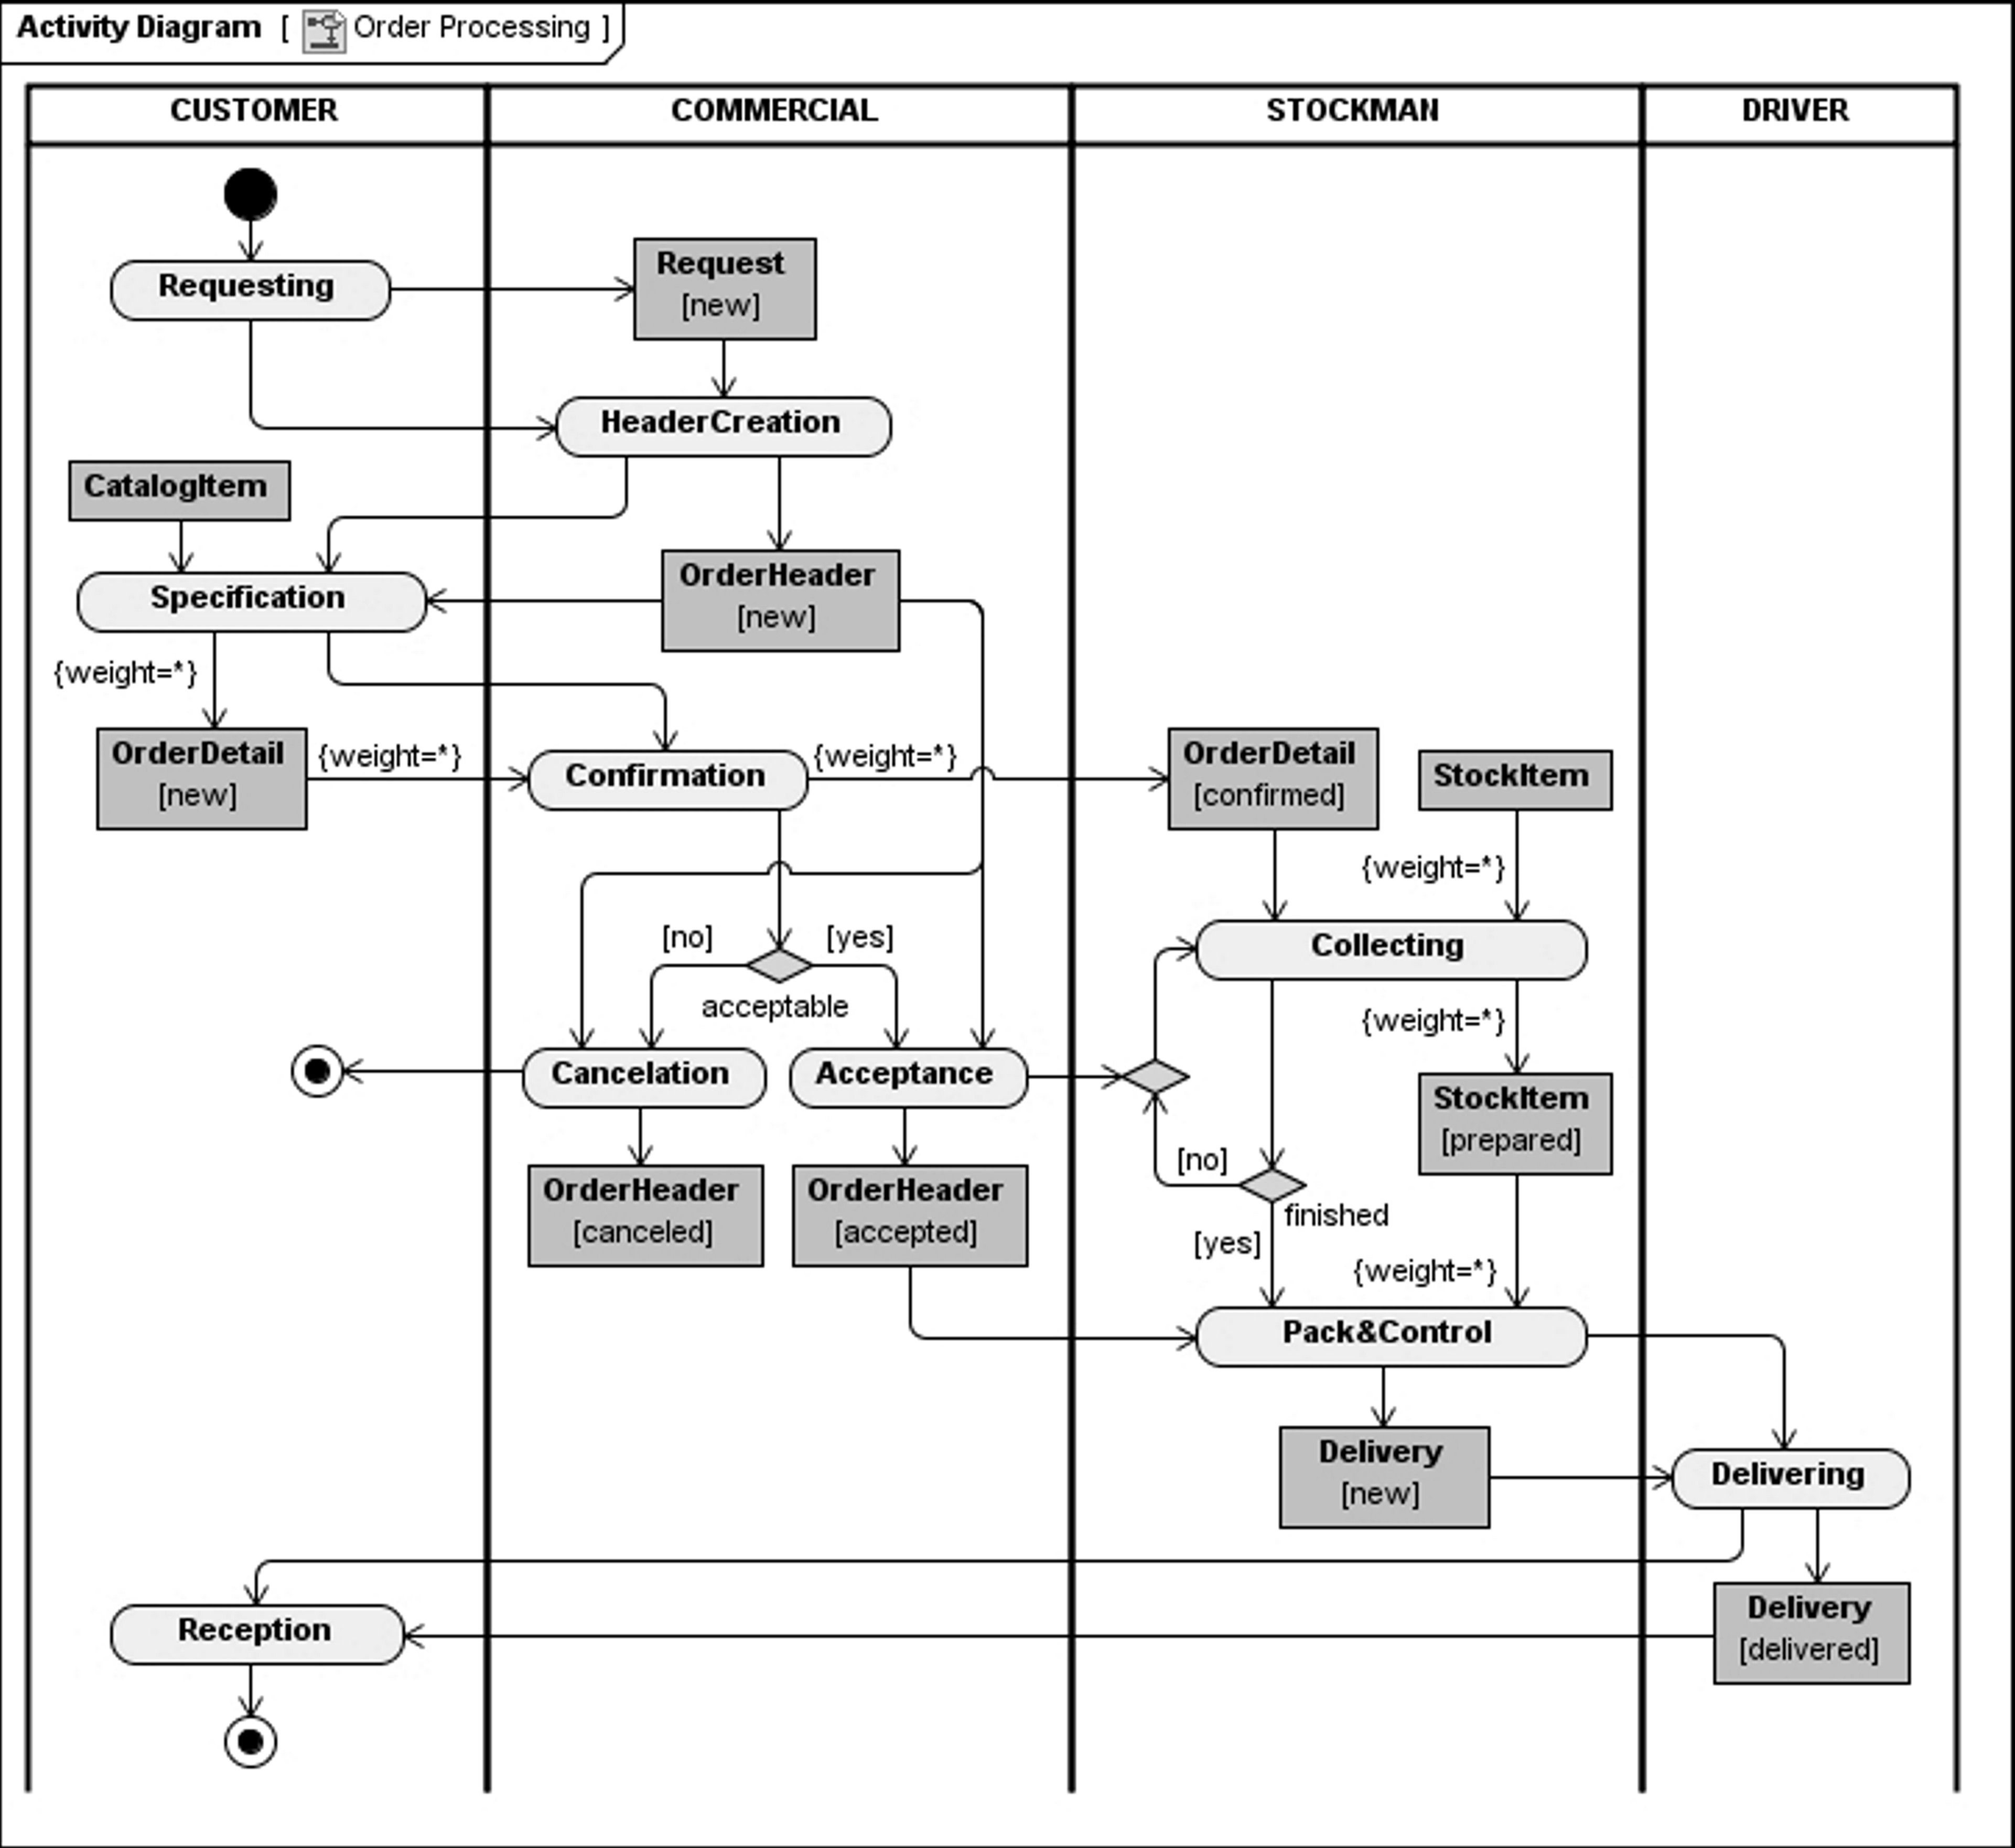 Activity Diagram [ Order Processing ]
CUSTOMER
COMMERCIAL
STOCKMAN
DRIVER
Requesting
Request
[new]
HeaderCreation
CatalogItem
Specification
OrderHeader
[new]
{weight=*}
OrderDetail
[new]
{weight=*}
Confirmation
{weight=*}
OrderDetail
[confirmed]
StockItem
{weight=*}
[no]
[yes]
acceptable
Collecting
{weight=*}
Cancelation
Acceptance
StockItem
[prepared]
[no]
finished
[yes]
OrderHeader
[canceled]
OrderHeader
[accepted]
{weight=*}
Pack&Control
Delivery
[new]
Delivering
Reception
Delivery
[delivered]